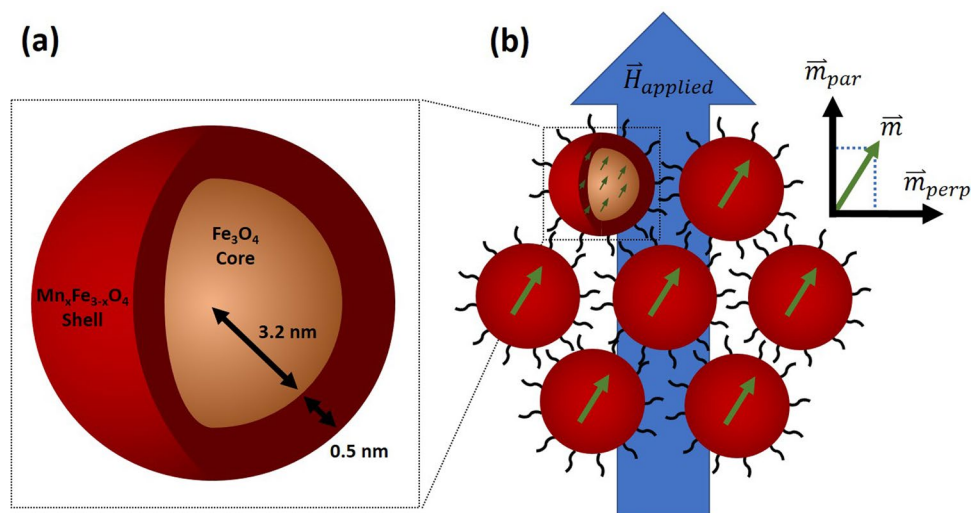 (a)
Fe₃O₄
Core
MnₓFe₃₋ₓO₄
Shell
3.2 nm
0.5 nm
(b)
H⃗applied
m⃗par
m⃗
m⃗perp